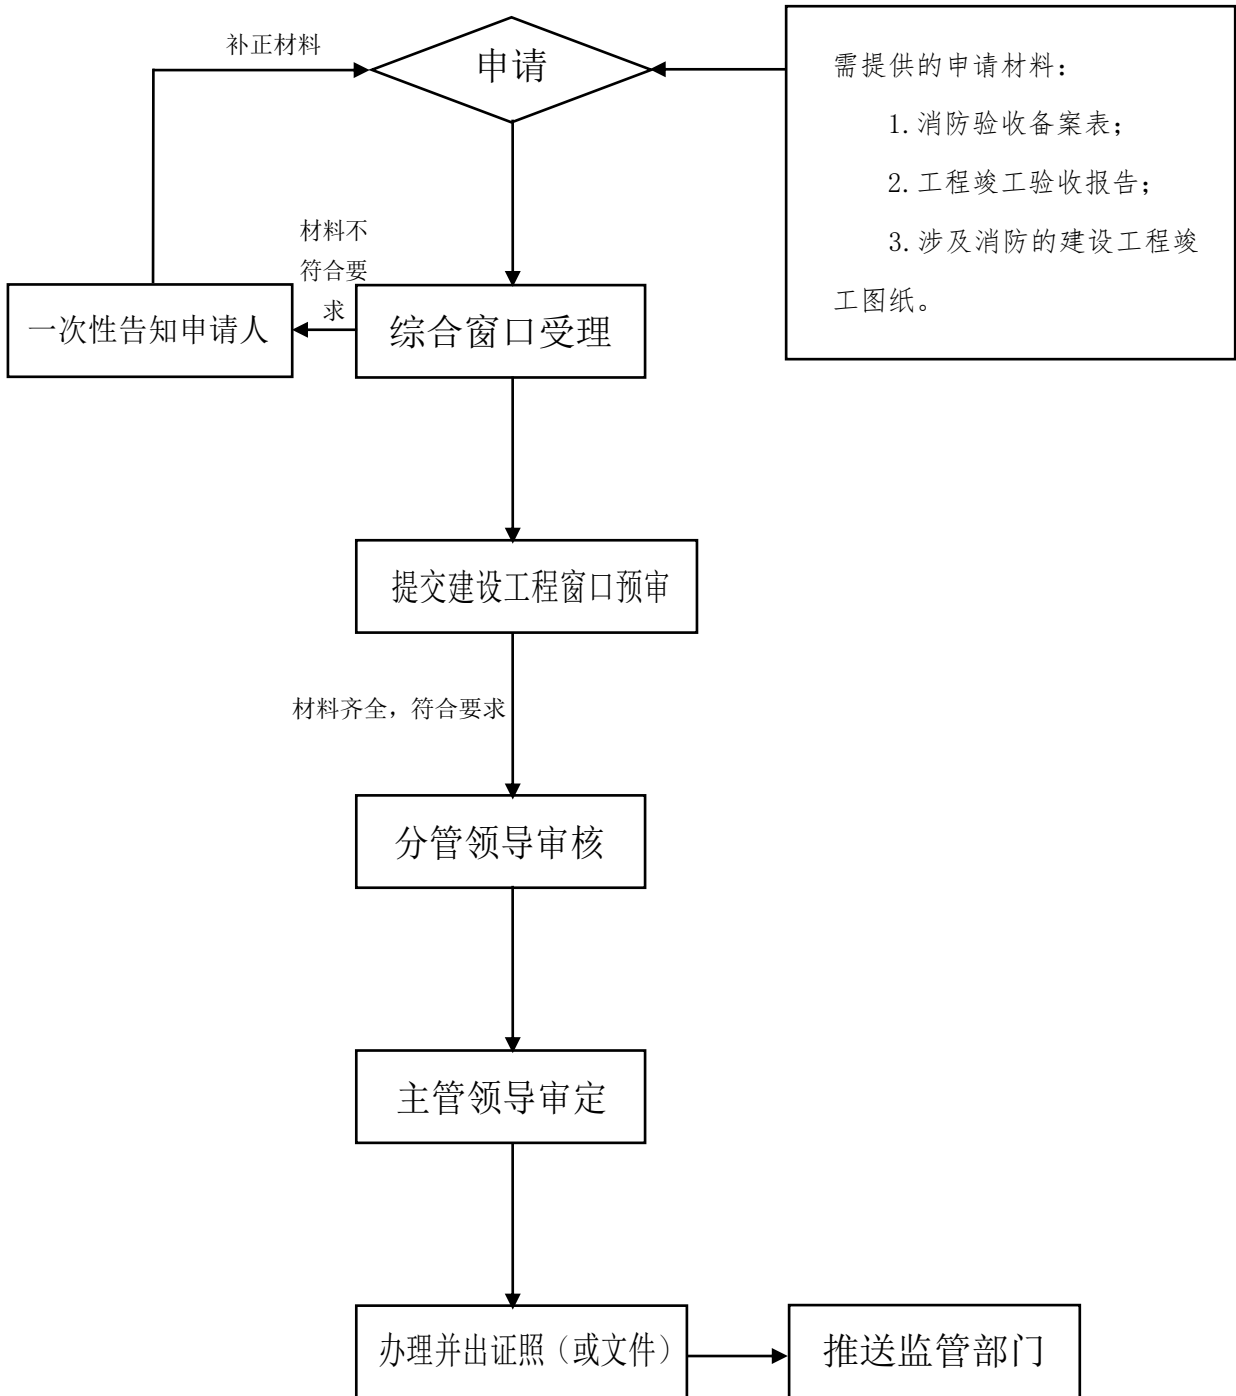 补正材料
申请
需提供的申请材料：
1.消防验收备案表；
2.工程竣工验收报告；
3.涉及消防的建设工程竣
工图纸。
材料不
符合要
求
一次性告知申请人
综合窗口受理
提交建设工程窗口预审
材料齐全，符合要求
分管领导审核
主管领导审定
办理并出证照（或文件）
推送监管部门